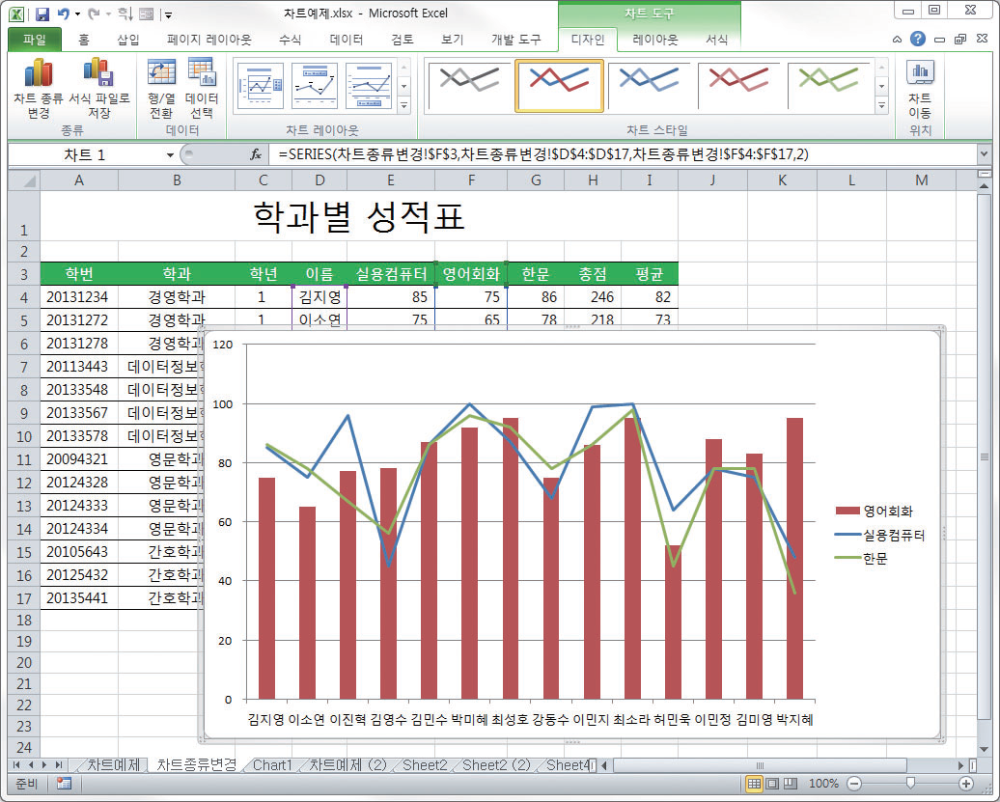 차트예제.xlsx - Microsoft Excel
차트 도구
파일 홈 삽입 페이지 레이아웃 수식 데이터 검토 보기 개발 도구 디자인 레이아웃 서식
차트 종류 변경 서식 파일로 저장 행/열 전환 데이터 선택 차트 이동
종류 데이터 차트 레이아웃 차트 스타일 위치
차트 1 fx =SERIES(차트종류변경!$F$3,차트종류변경!$D$4:$D$17,차트종류변경!$F$4:$F$17,2)
A B C D E F G H I J K L M
1 학과별 성적표
2
3 학번 학과 학년 이름 실용컴퓨터 영어회화 한문 총점 평균
4 20131234 경영학과 1 김지영 85 75 86 246 82
5 20131272 경영학과 1 이소연 75 65 78 218 73
6 20131278 경영학과
7 20113443 데이터정보
8 20133548 데이터정보
9 20133567 데이터정보
10 20133578 데이터정보
11 20094321 영문학과
12 20124328 영문학과
13 20124333 영문학과
14 20124334 영문학과
15 20105643 간호학과
16 20125432 간호학과
17 20135441 간호학과
18
19
20
21
22
23
24
120
100
80
60
40
20
0
김지영 이소연 이진혁 김영수 김민수 박미혜 최성호 강동수 이민지 최소라 허민욱 이민정 김미영 박지혜
영어회화
실용컴퓨터
한문
차트예제 차트종류변경 Chart1 차트예제 (2) Sheet2 Sheet2 (2) Sheet4
준비 100%